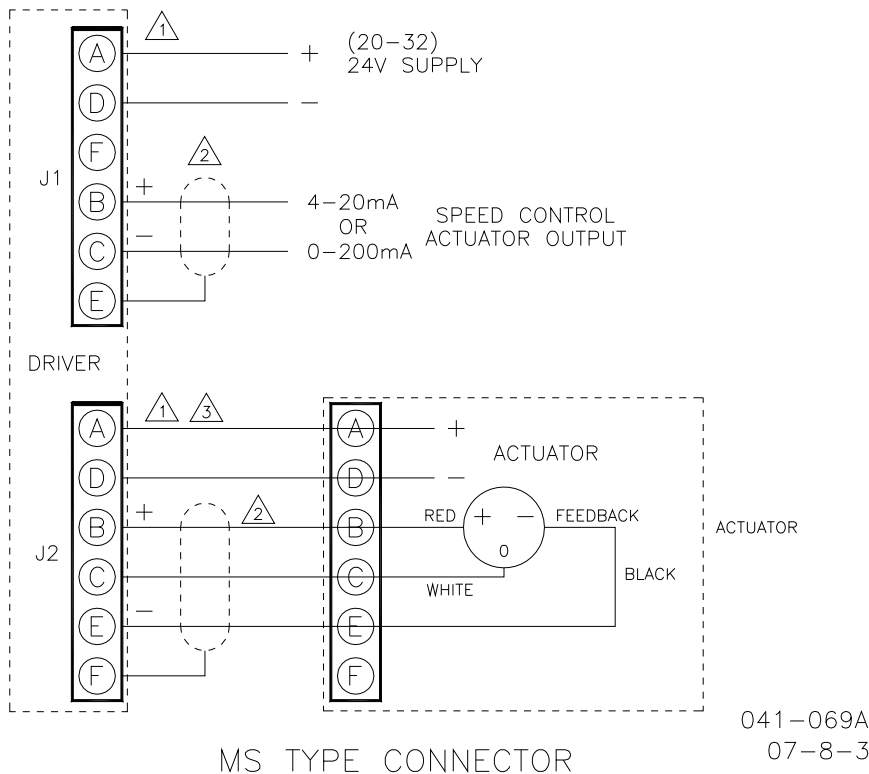 1
A
+
(20-32)
24V SUPPLY
D
-
F
2
J1
+
B
4-20mA
OR
SPEED CONTROL
ACTUATOR OUTPUT
-
C
0-200mA
E
DRIVER
1
3
A
A
+
ACTUATOR
D
D
-
2
+
B
B
RED
+
-
FEEDBACK
ACTUATOR
0
J2
C
C
WHITE
BLACK
-
E
E
F
F
041-069A
07-8-3
MS TYPE CONNECTOR